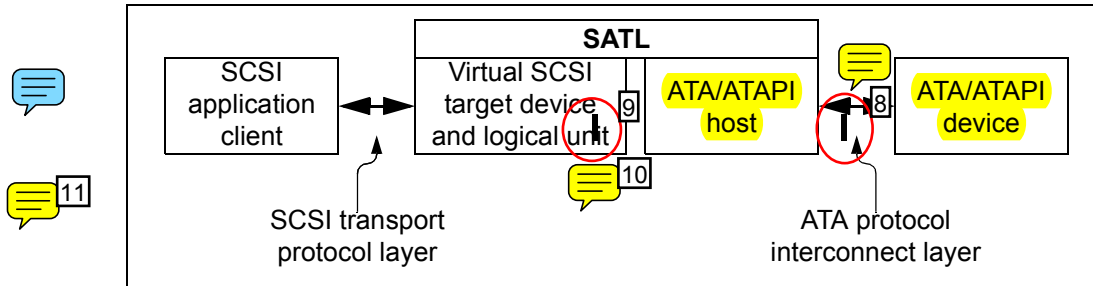 SATL
SCSI
application
client
Virtual SCSI
target device
and logical unit
9
ATA/ATAPI
host
8
ATA/ATAPI
device
11
10
SCSI transport
protocol layer
ATA protocol
interconnect layer